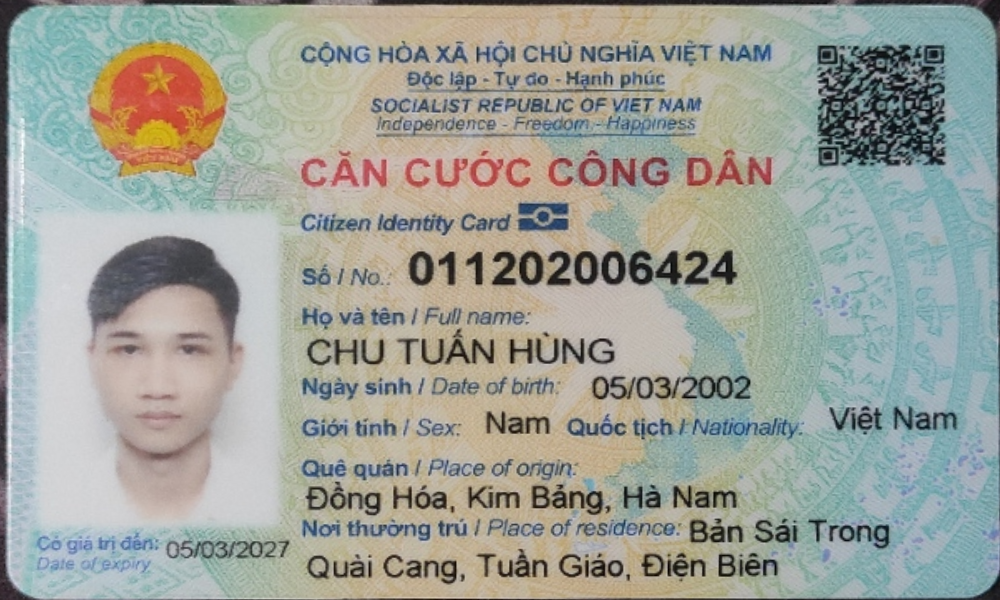 CỘNG HÒA XÃ HỘI CHỦ NGHĨA VIỆT NAM
Độc lập - Tự do - Hạnh phúc
SOCIALIST REPUBLIC OF VIET NAM
Independence - Freedom - Happiness
CĂN CƯỚC CÔNG DÂN
Citizen Identity Card
Số / No.: 011202006424
Họ và tên / Full name:
CHU TUẤN HÙNG
Ngày sinh / Date of birth: 05/03/2002
Giới tính / Sex: Nam Quốc tịch / Nationality: Việt Nam
Quê quán / Place of origin:
Đồng Hóa, Kim Bảng, Hà Nam
Nơi thường trú / Place of residence: Bản Sái Trong
Quài Cang, Tuần Giáo, Điện Biên
Có giá trị đến: 05/03/2027
Date of expiry